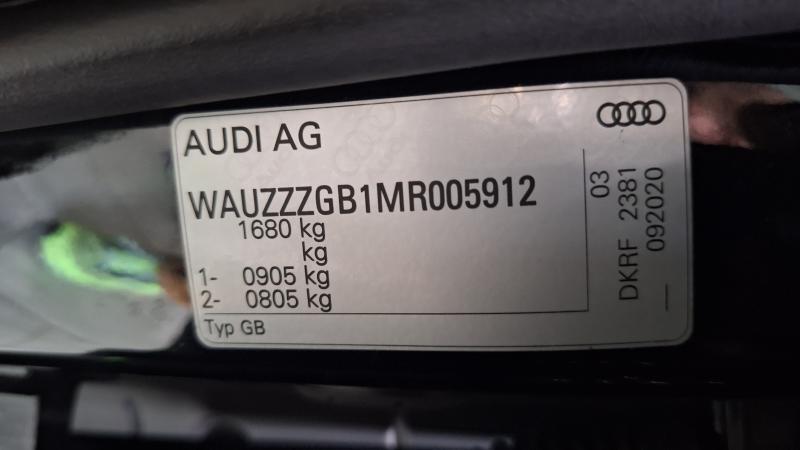 AUDI AG
WAUZZZGB1MR005912
1680 kg
kg
1- 0905 kg
2- 0805 kg
Typ GB
03
DKRF 2381
092020